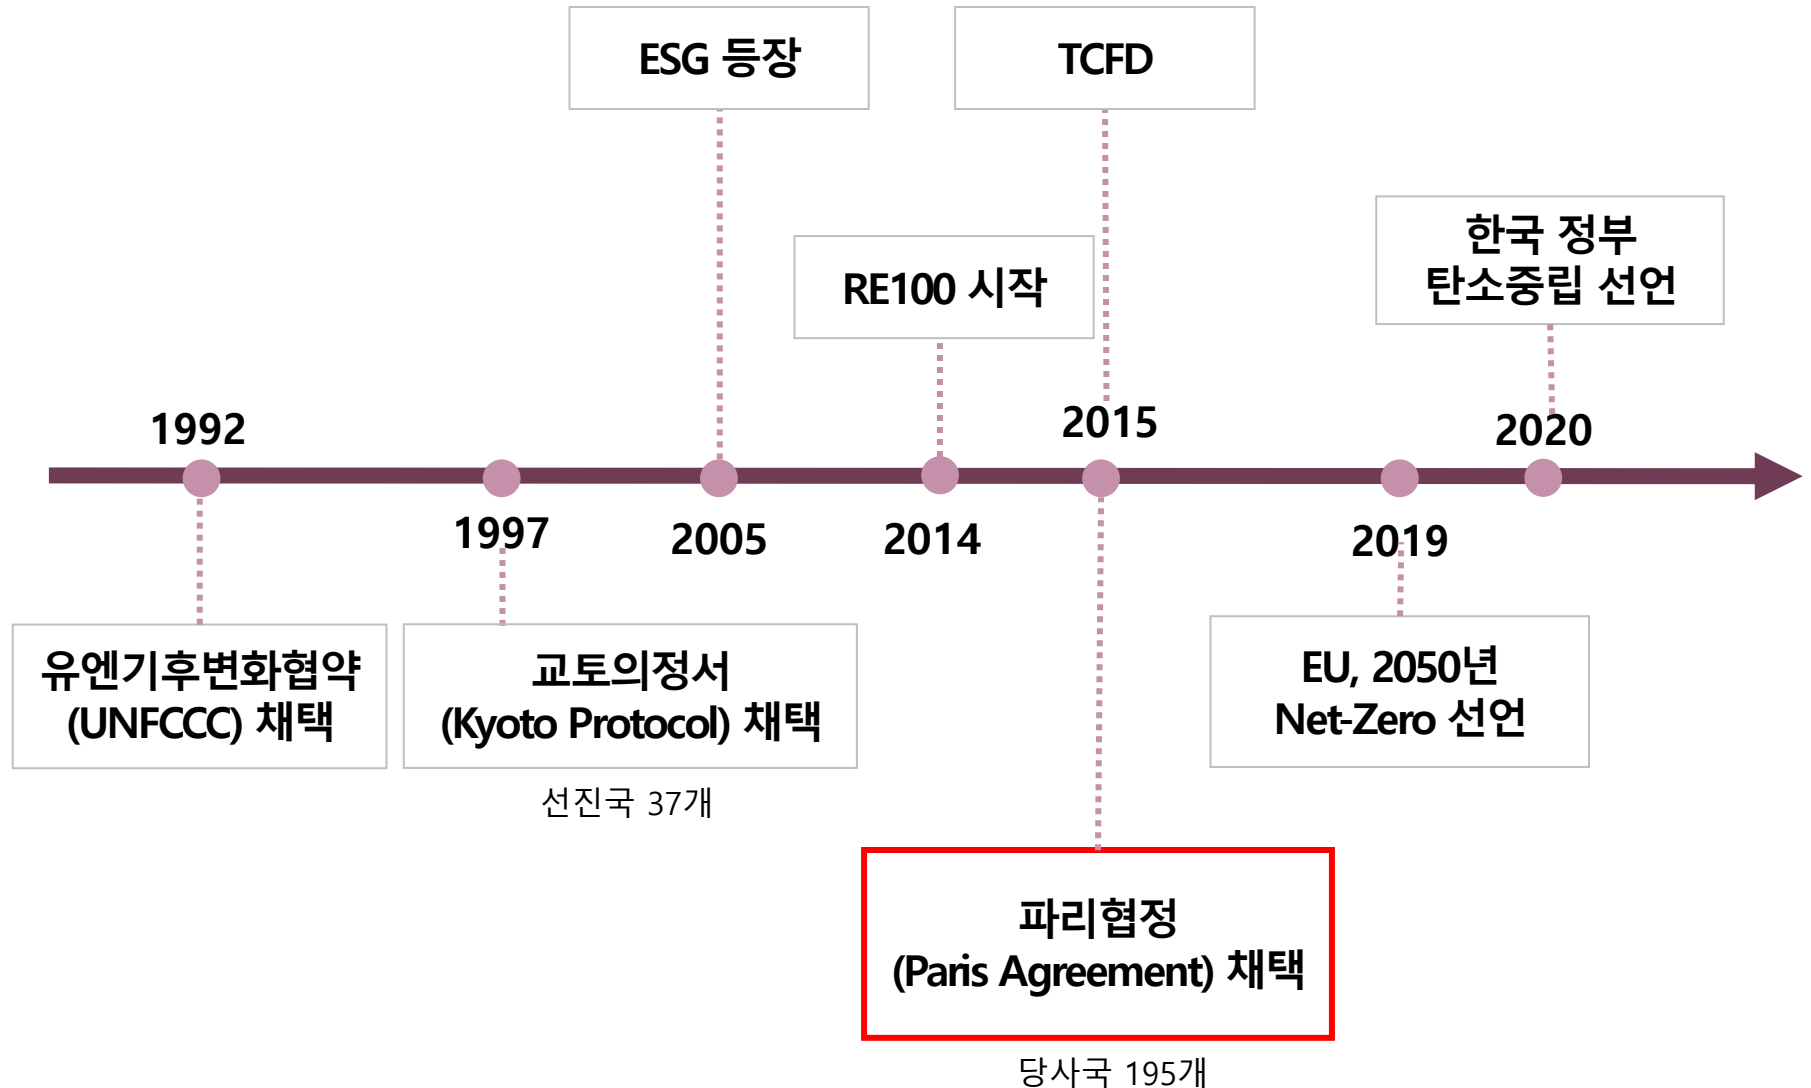 ESG 등장
TCFD
RE100 시작
한국 정부
탄소중립 선언
1992
2015
2020
1997
2005
2014
2019
유엔기후변화협약
(UNFCCC) 채택
교토의정서
(Kyoto Protocol) 채택
선진국 37개
EU, 2050년
Net-Zero 선언
파리협정
(Paris Agreement) 채택
당사국 195개